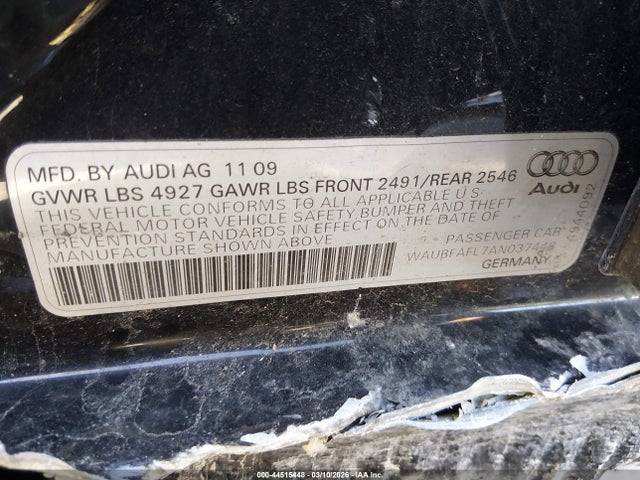 MFD. BY AUDI AG 11 09
GVWR LBS 4927 GAWR LBS FRONT 2491/REAR 2546
THIS VEHICLE CONFORMS TO ALL APPLICABLE U.S.
FEDERAL MOTOR VEHICLE SAFETY, BUMPER AND THEFT
PREVENTION STANDARDS IN EFFECT ON THE DATE OF
MANUFACTURE SHOWN ABOVE
PASSENGER CAR
WAUBFAFL7AN037448
GERMANY
Audi
4944092
000-44515448 - 03/10/2026 - IAA Inc.